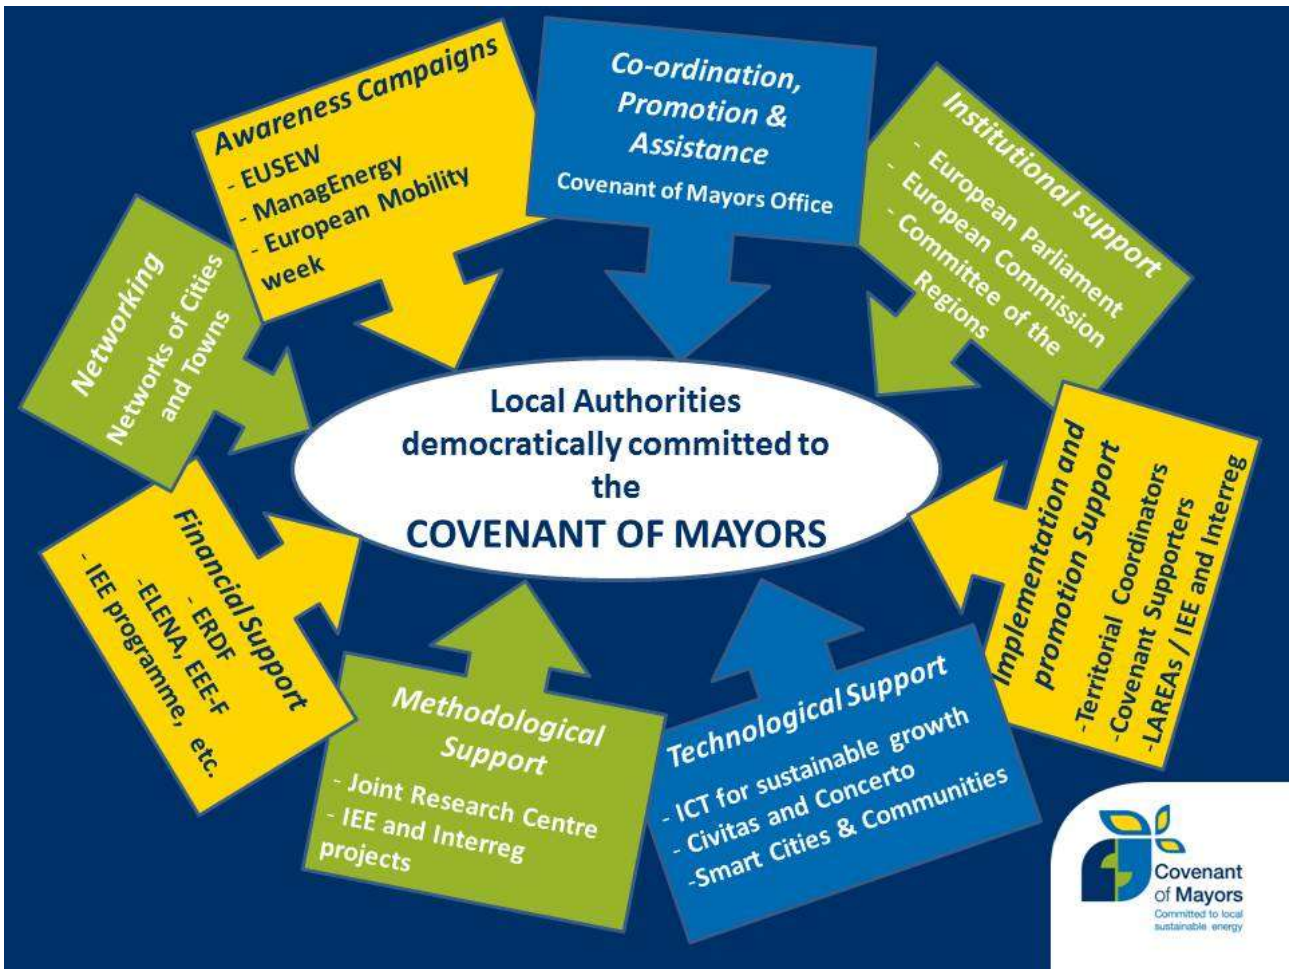 Co-ordination,
Promotion &
Assistance
Covenant of Mayors Office
Institutional support
- European Parliament
- European Commission
- Committee of the
Regions
Implementation and
promotion Support
-Territorial Coordinators
-Covenant Supporters
-LAREAs / IEE and Interreg
Technological Support
- ICT for sustainable growth
- Civitas and Concerto
-Smart Cities & Communities
Methodological
Support
- Joint Research Centre
- IEE and Interreg
projects
Financial Support
- ERDF
-ELENA, EEE-F
- IEE programme, etc.
Networking
Networks of Cities
and Towns
Awareness Campaigns
- EUSEW
- ManagEnergy
- European Mobility
week
Local Authorities
democratically committed to
the
COVENANT OF MAYORS
Covenant
of Mayors
Committed to local
sustainable energy